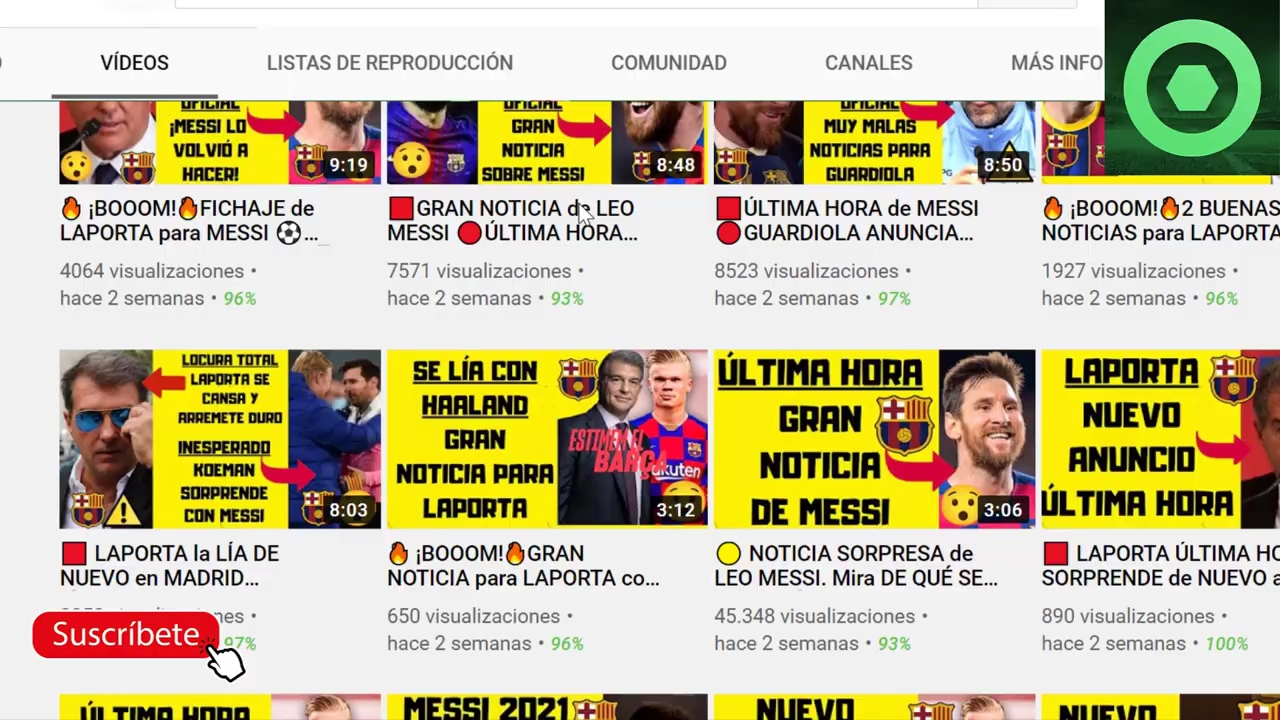 VÍDEOS
LISTAS DE REPRODUCCIÓN
COMUNIDAD
CANALES
MÁS INFO
OFICIAL
¡MESSI LO
VOLVIÓ A
HACER!
9:19
OFICIAL
GRAN
NOTICIA
SOBRE MESSI
8:48
OFICIAL
MUY MALAS
NOTICIAS PARA
GUARDIOLA
8:50
🔥 ¡BOOOM!🔥FICHAJE de
LAPORTA para MESSI ⚽...
4064 visualizaciones •
hace 2 semanas • 96%
🟥GRAN NOTICIA de LEO
MESSI 🔴ÚLTIMA HORA...
7571 visualizaciones •
hace 2 semanas • 93%
🟥ÚLTIMA HORA de MESSI
🔴GUARDIOLA ANUNCIA...
8523 visualizaciones •
hace 2 semanas • 97%
🔥 ¡BOOOM!🔥2 BUENAS
NOTICIAS para LAPORTA
1927 visualizaciones •
hace 2 semanas • 96%
LOCURA TOTAL
LAPORTA SE
CANSA Y
ARREMETE DURO
INESPERADO
KOEMAN
SORPRENDE
CON MESSI
8:03
SE LÍA CON
HAALAND
GRAN
NOTICIA PARA
LAPORTA
ESTIMEM EL
BARÇA
3:12
ÚLTIMA HORA
GRAN
NOTICIA
DE MESSI
3:06
LAPORTA
NUEVO
ANUNCIO
ÚLTIMA HORA
🟥 LAPORTA la LÍA DE
NUEVO en MADRID...
hace 2 semanas • 96%
🔥 ¡BOOOM!🔥GRAN
NOTICIA para LAPORTA co...
650 visualizaciones •
🟡 NOTICIA SORPRESA de
LEO MESSI. Mira DE QUÉ SE...
45.348 visualizaciones •
hace 2 semanas • 93%
🟥 LAPORTA ÚLTIMA HO
SORPRENDE de NUEVO a
890 visualizaciones •
hace 2 semanas • 100%
Suscríbete
97%
ÚLTIMA HORA
MESSI 2021
NUEVO
NUEVO